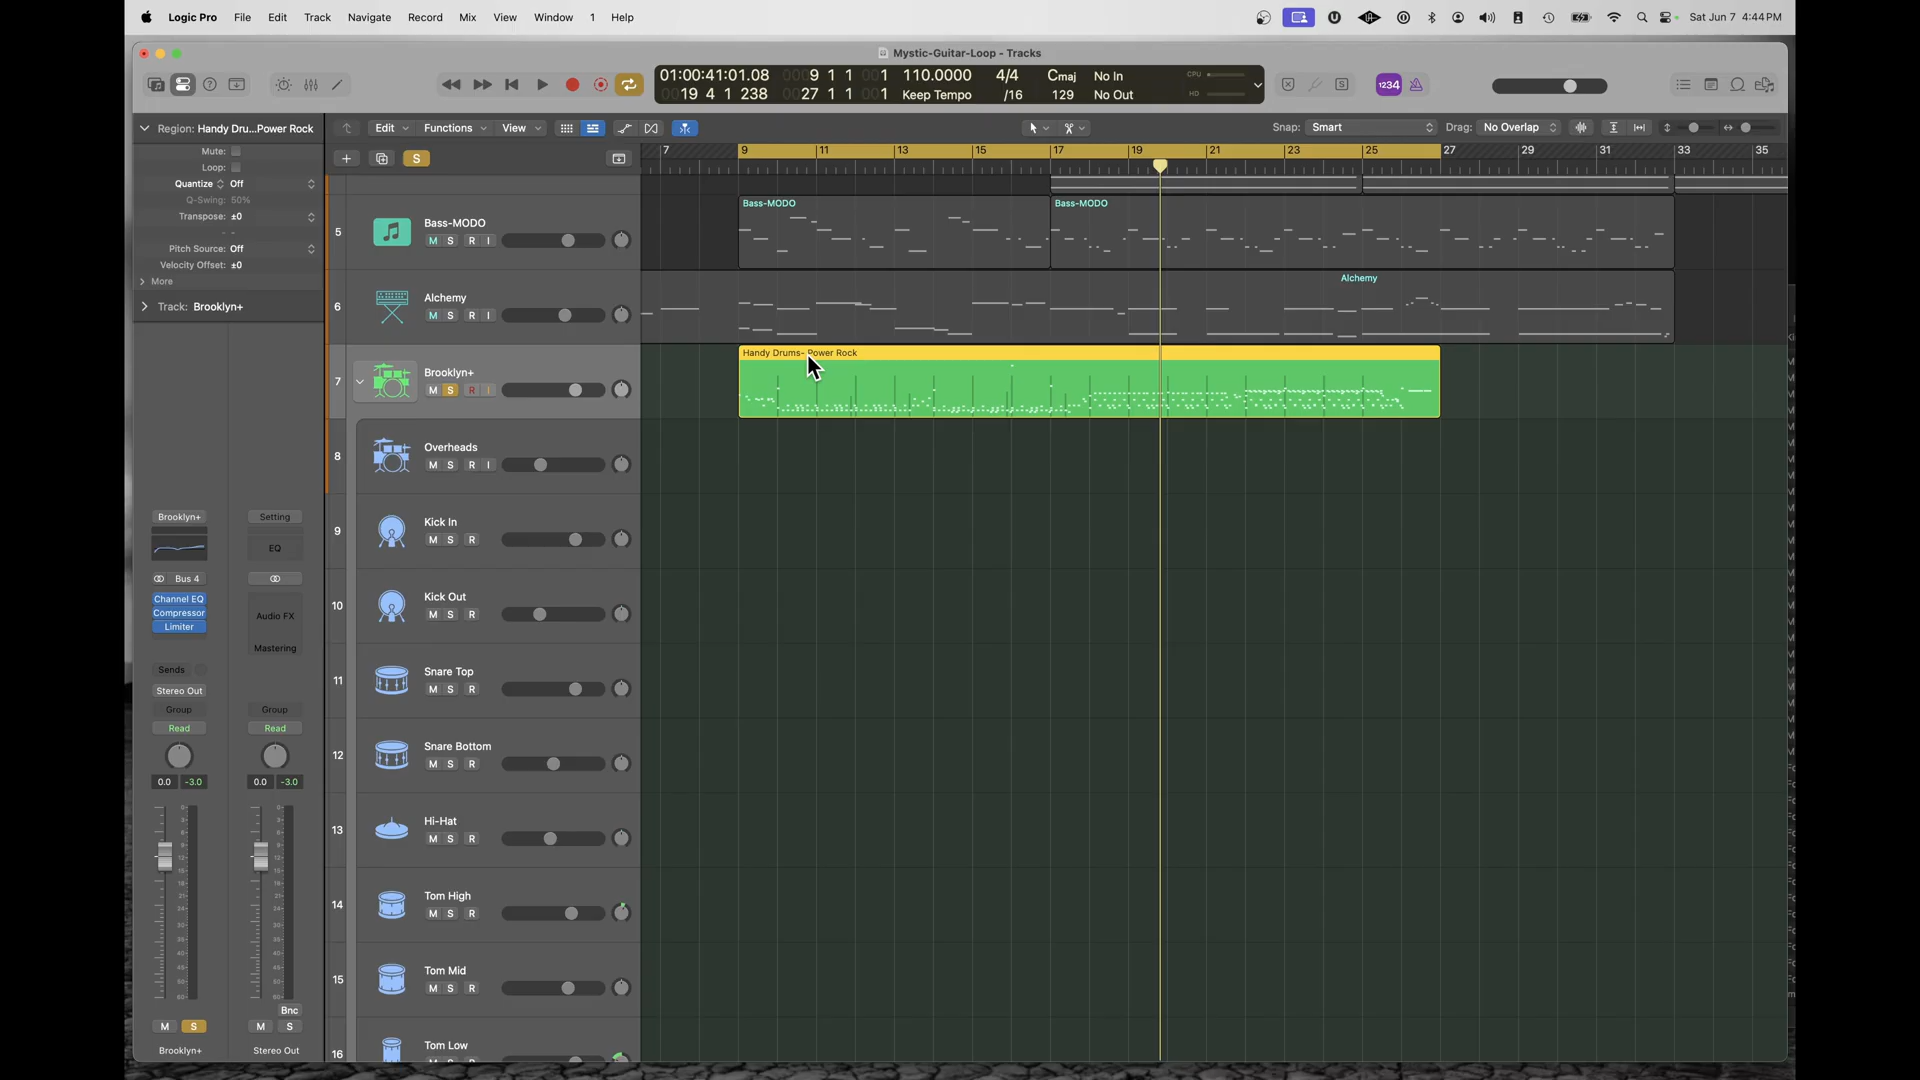 Logic Pro File Edit Track Navigate Record Mix View Window 1 Help Sat Jun 7 4:44 PM
Mystic-Guitar-Loop - Tracks
01:00:41:01.08 0009 1 1 001 110.0000 4/4 Cmaj No In CPU
0019 4 1 238 0027 1 1 001 Keep Tempo /16 129 No Out HD
1234
Region: Handy Dru...Power Rock
Edit Functions View Snap: Smart Drag: No Overlap
Mute:
Loop:
Quantize Off
Q-Swing: 50%
Transpose: ±0
Pitch Source: Off
Velocity Offset: ±0
More
Track: Brooklyn+
S
7 9 11 13 15 17 19 21 23 25 27 29 31 33 35
5 Bass-MODO
M S R I
Bass-MODO Bass-MODO
6 Alchemy
M S R I
Alchemy
7 Brooklyn+
M S R I
Handy Drums- Power Rock
8 Overheads
M S R I
9 Kick In
M S R
10 Kick Out
M S R
11 Snare Top
M S R
12 Snare Bottom
M S R
13 Hi-Hat
M S R
14 Tom High
M S R
15 Tom Mid
M S R
16 Tom Low
M S R
Brooklyn+ Setting
EQ
Bus 4
Channel EQ
Compressor Audio FX
Limiter
Mastering
Sends
Stereo Out
Group Group
Read Read
0.0 -3.0 0.0 -3.0
Bnc
M S M S
Brooklyn+ Stereo Out